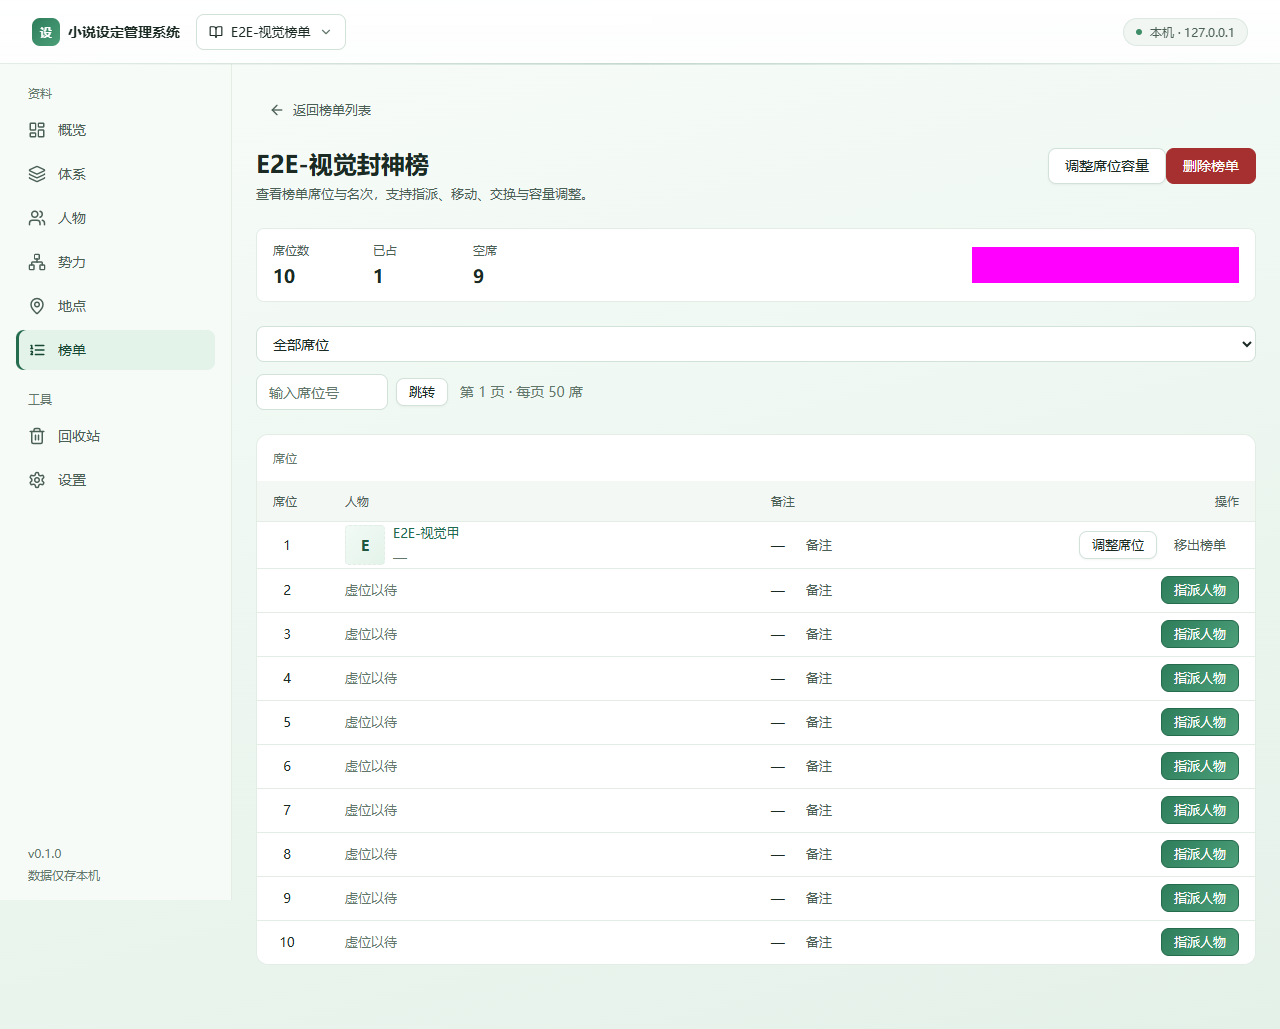 设 小说设定管理系统 E2E-视觉榜单 本机 · 127.0.0.1
资料
概览
体系
人物
势力
地点
榜单
工具
回收站
设置
v0.1.0
数据仅存本机
返回榜单列表
E2E-视觉封神榜
调整席位容量 删除榜单
查看榜单席位与名次，支持指派、移动、交换与容量调整。
席位数 已占 空席
10 1 9
全部席位
输入席位号 跳转 第 1 页 · 每页 50 席
席位
席位 人物 备注 操作
1 E E2E-视觉甲 — — 备注 调整席位 移出榜单
2 虚位以待 — 备注 指派人物
3 虚位以待 — 备注 指派人物
4 虚位以待 — 备注 指派人物
5 虚位以待 — 备注 指派人物
6 虚位以待 — 备注 指派人物
7 虚位以待 — 备注 指派人物
8 虚位以待 — 备注 指派人物
9 虚位以待 — 备注 指派人物
10 虚位以待 — 备注 指派人物